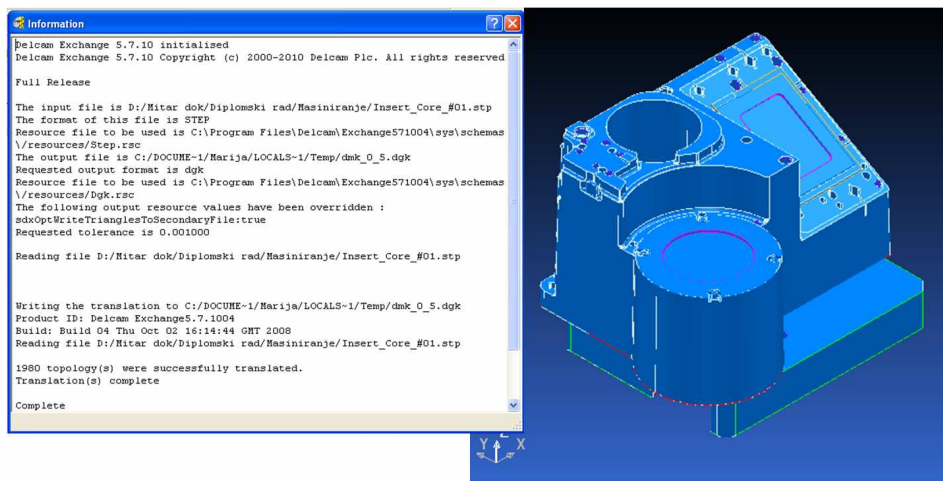 Information
Delcam Exchange 5.7.10 initialised
Delcam Exchange 5.7.10 Copyright (c) 2000-2010 Delcam Plc. All rights reserved
Full Release
The input file is D:/Mitar dok/Diplomski rad/Masiniranje/Insert_Core_#01.stp
The format of this file is STEP
Resource file to be used is C:\Program Files\Delcam\Exchange571004\sys\schemas
\/resources/Step.rsc
The output file is C:/DOCUME~1/Marija/LOCALS~1/Temp/dmk_0_5.dgk
Requested output format is dgk
Resource file to be used is C:\Program Files\Delcam\Exchange571004\sys\schemas
\/resources/Dgk.rsc
The following output resource values have been overridden :
sdxOptWriteTrianglesToSecondaryFile:true
Requested tolerance is 0.001000
Reading file D:/Mitar dok/Diplomski rad/Masiniranje/Insert_Core_#01.stp
Writing the translation to C:/DOCUME~1/Marija/LOCALS~1/Temp/dmk_0_5.dgk
Product ID: Delcam Exchange5.7.1004
Build: Build 04 Thu Oct 02 16:14:44 GMT 2008
Reading file D:/Mitar dok/Diplomski rad/Masiniranje/Insert_Core_#01.stp
1980 topology(s) were successfully translated.
Translation(s) complete
Complete
Z
Y X